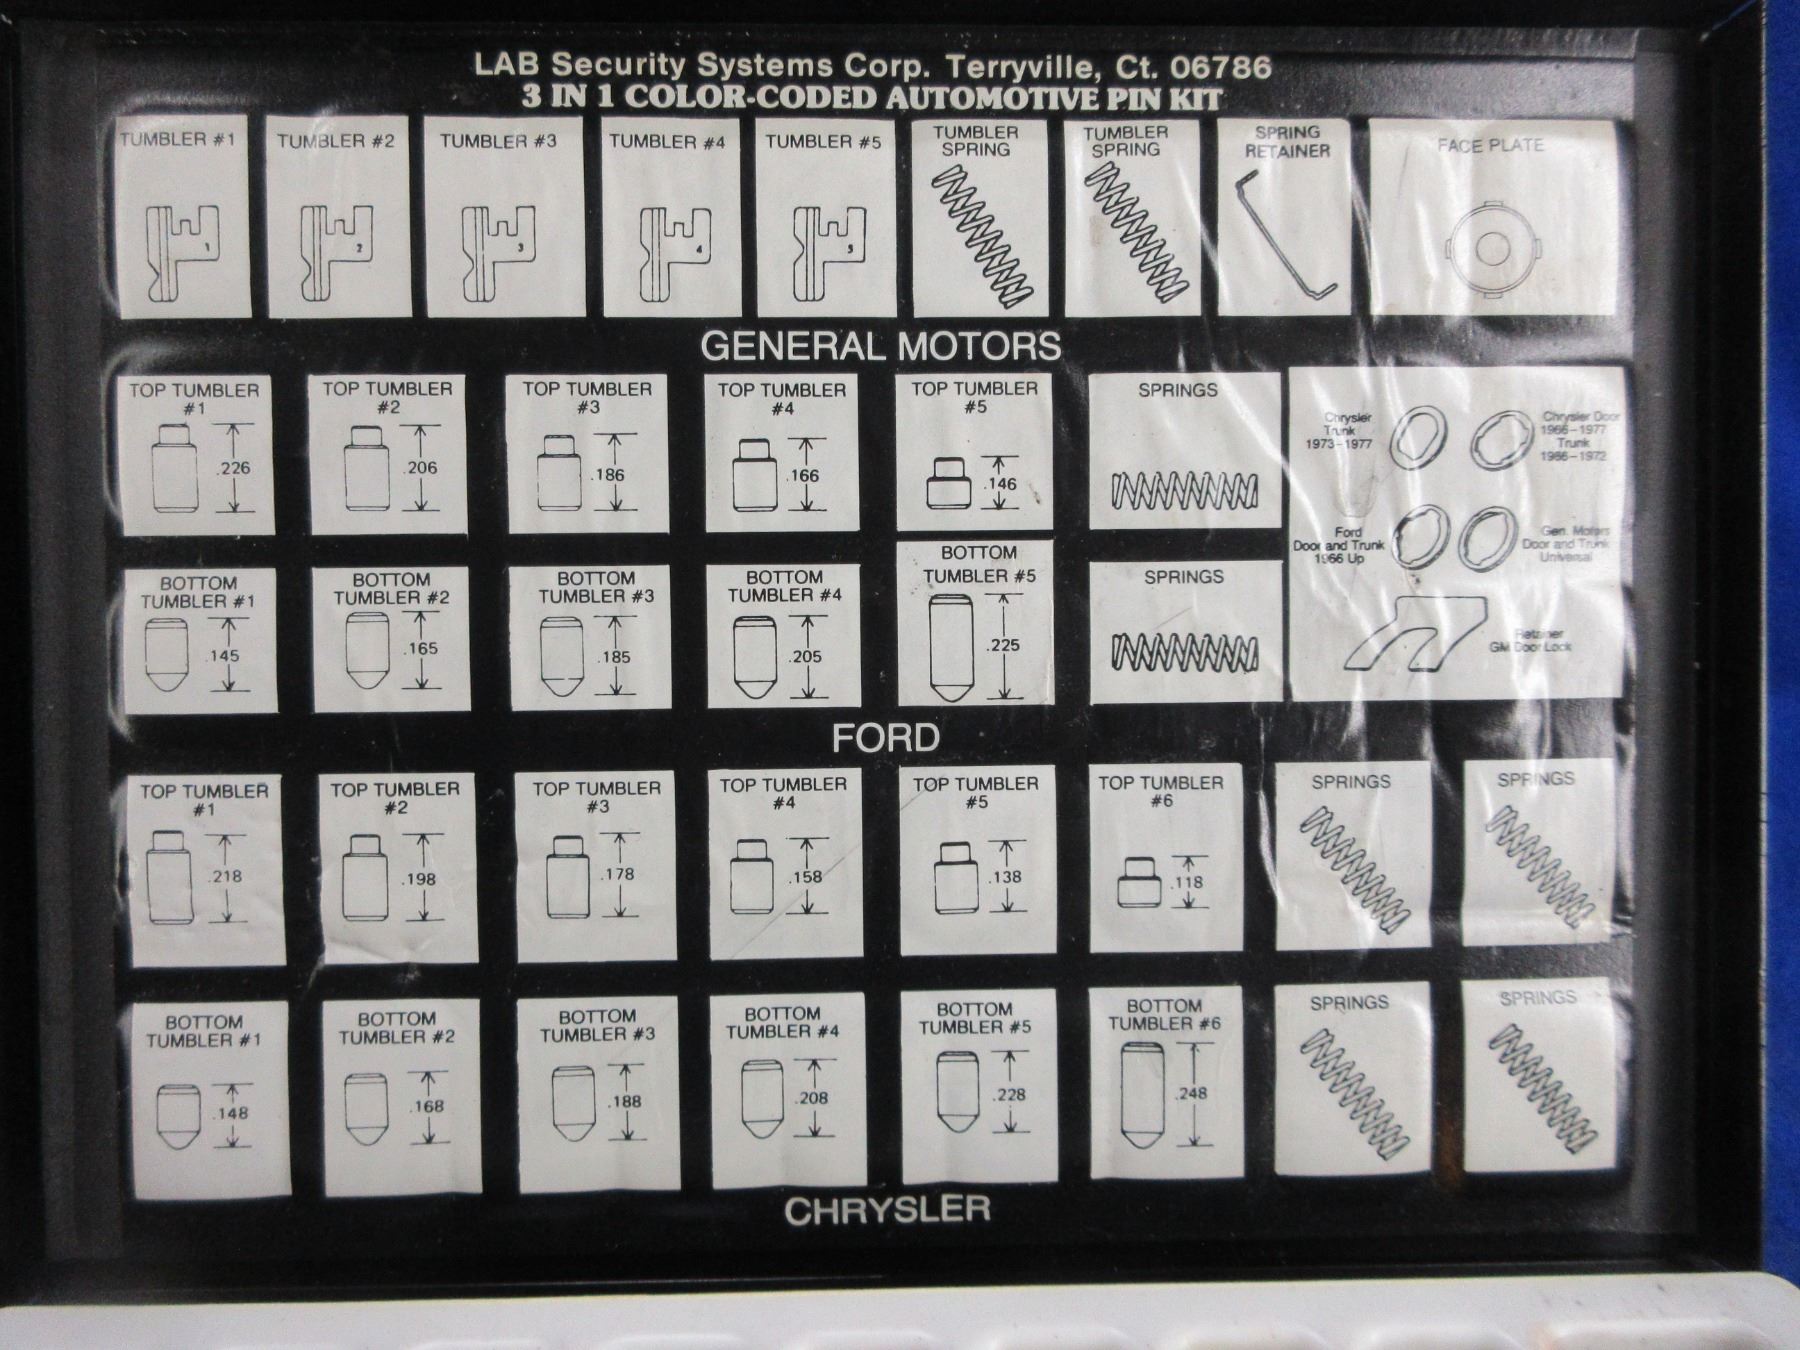 LAB Security Systems Corp. Terryville, Ct. 06786
3 IN 1 COLOR-CODED AUTOMOTIVE PIN KIT
TUMBLER #1
1
TUMBLER #2
2
TUMBLER #3
3
TUMBLER #4
4
TUMBLER #5
5
TUMBLER
SPRING
TUMBLER
SPRING
SPRING
RETAINER
FACE PLATE
GENERAL MOTORS
TOP TUMBLER
#1
.226
TOP TUMBLER
#2
.206
TOP TUMBLER
#3
.186
TOP TUMBLER
#4
.166
TOP TUMBLER
#5
.146
SPRINGS
Chrysler
Trunk
1973-1977
Chrysler Door
1966-1977
Trunk
1966-1972
Ford
Door and Trunk
1966 Up
Gen. Motors
Door and Trunk
Universal
Retainer
GM Door Lock
BOTTOM
TUMBLER #1
.145
BOTTOM
TUMBLER #2
.165
BOTTOM
TUMBLER #3
.185
BOTTOM
TUMBLER #4
.205
BOTTOM
TUMBLER #5
.225
SPRINGS
FORD
TOP TUMBLER
#1
.218
TOP TUMBLER
#2
.198
TOP TUMBLER
#3
.178
TOP TUMBLER
#4
.158
TOP TUMBLER
#5
.138
TOP TUMBLER
#6
.118
SPRINGS
SPRINGS
BOTTOM
TUMBLER #1
.148
BOTTOM
TUMBLER #2
.168
BOTTOM
TUMBLER #3
.188
BOTTOM
TUMBLER #4
.208
BOTTOM
TUMBLER #5
.228
BOTTOM
TUMBLER #6
.248
SPRINGS
SPRINGS
CHRYSLER